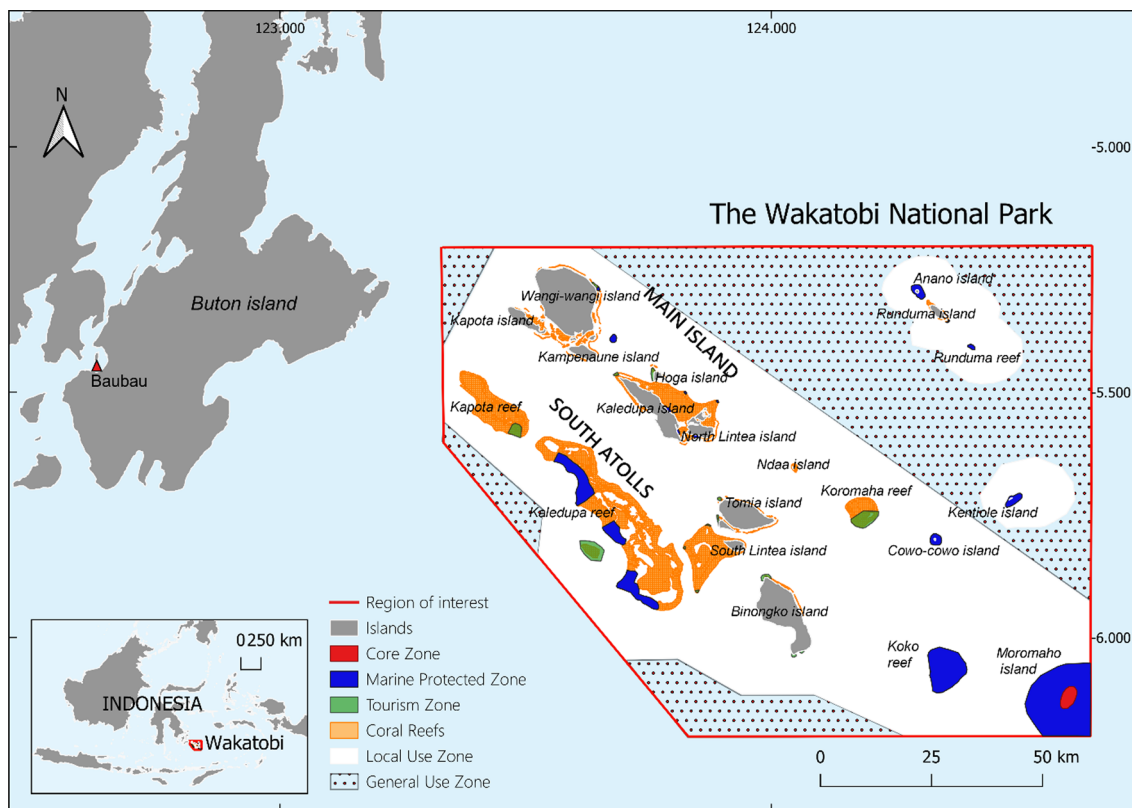 123.000
124.000
N
-5.000
The Wakatobi National Park
Anano island
Wangi-wangi island
MAIN ISLAND
Buton island
Runduma island
Kapota island
Kampenaune island
Runduma reef
Baubau
Hoga island
-5.500
Kapota reef
Kaledupa island
SOUTH ATOLLS
North Lintea island
Ndaa island
Koromaha reef
Tomia island
Kaledupa reef
Kentiole island
South Lintea island
Cowo-cowo island
Region of interest
Binongko island
Islands
-6.000
0 250 km
Koko
reef
Moromaho
island
Core Zone
Marine Protected Zone
INDONESIA
Tourism Zone
Coral Reefs
Wakatobi
Local Use Zone
General Use Zone
0 25 50 km